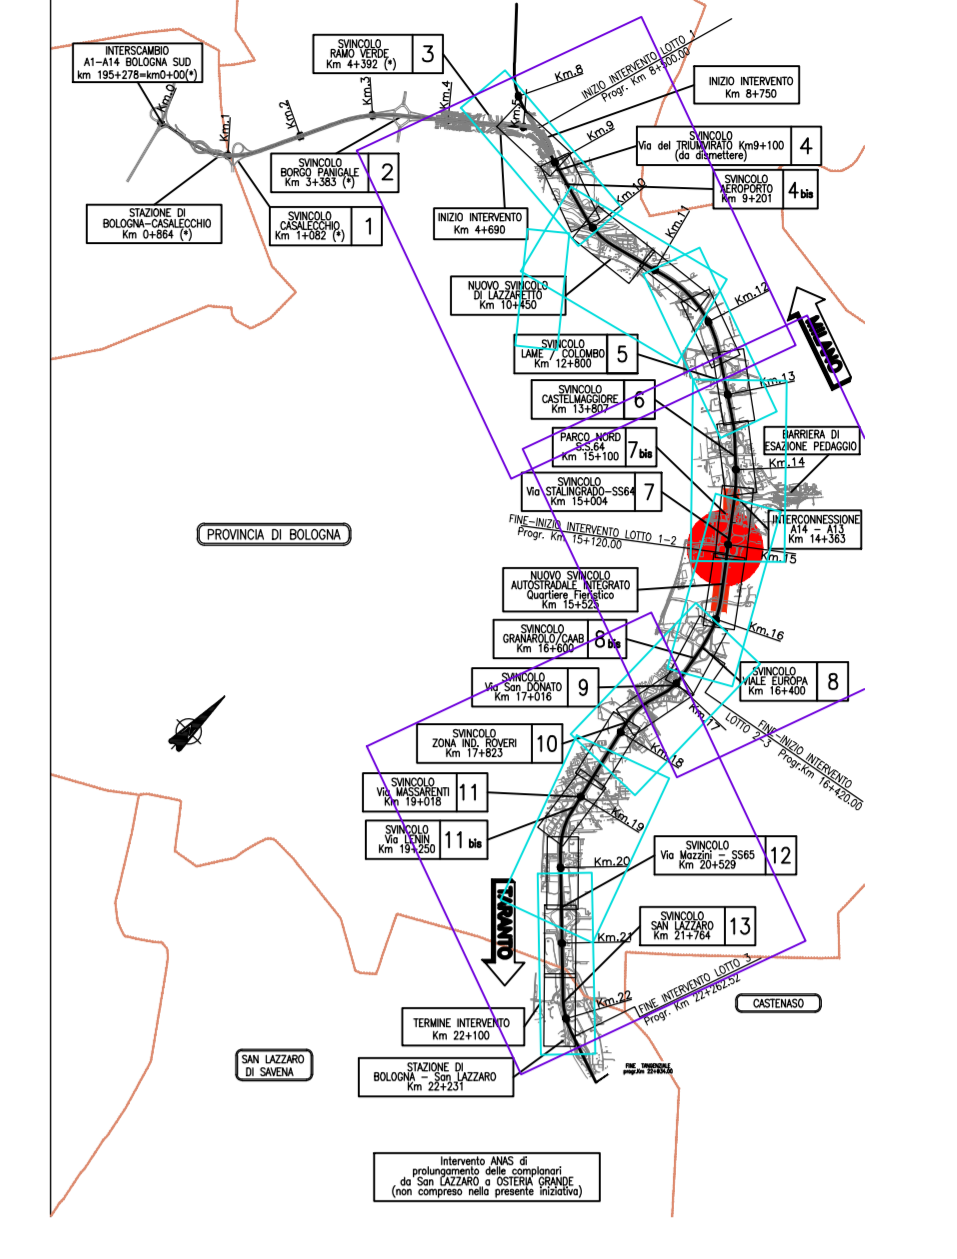 INTERSCAMBIO
A1-A14 BOLOGNA SUD
km 195+278=km0+00(*)
SVINCOLO
RAMO VERDE
Km 4+392 (*)
3
Km.0
Km.1
Km.2
Km.3
Km.4
Km.5
Km.8
INIZIO INTERVENTO LOTTO 1
Progr. Km 8+500.00
INIZIO INTERVENTO
Km 8+750
Km.9
SVINCOLO
Via del TRIUMVIRATO Km9+100
(da dismettere)
4
SVINCOLO
BORGO PANIGALE
Km 3+383 (*)
2
SVINCOLO
AEROPORTO
Km 9+201
4bis
Km.10
STAZIONE DI
BOLOGNA-CASALECCHIO
Km 0+864 (*)
SVINCOLO
CASALECCHIO
Km 1+082 (*)
1
INIZIO INTERVENTO
Km 4+690
Km.11
NUOVO SVINCOLO
DI LAZZARETTO
Km 10+450
Km.12
MILANO
SVINCOLO
LAME / COLOMBO
Km 12+800
5
Km.13
SVINCOLO
CASTELMAGGIORE
Km 13+807
6
PARCO NORD
S.S.64
Km 15+100
7bis
BARRIERA DI
ESAZIONE PEDAGGIO
Km.14
SVINCOLO
Via STALINGRADO-SS64
Km 15+004
7
FINE-INIZIO INTERVENTO LOTTO 1-2
Progr. Km 15+120.00
INTERCONNESSIONE
A14 - A13
Km 14+363
PROVINCIA DI BOLOGNA
Km.15
NUOVO SVINCOLO
AUTOSTRADALE INTEGRATO
Quartiere Fieristico
Km 15+525
Km.16
SVINCOLO
GRANAROLO/CAAB
Km 16+600
8bis
SVINCOLO
VIALE EUROPA
Km 16+400
8
SVINCOLO
Via San DONATO
Km 17+016
9
Km.17
FINE-INIZIO INTERVENTO
LOTTO 2-3 Progr.Km 16+420.00
SVINCOLO
ZONA IND. ROVERI
Km 17+823
10
Km.18
SVINCOLO
Via MASSARENTI
Km 19+018
11
Km.19
SVINCOLO
Via LENIN
Km 19+250
11 bis
Km.20
SVINCOLO
Via Mazzini - SS65
Km 20+529
12
TARANTO
SVINCOLO
SAN LAZZARO
Km 21+764
13
Km.21
FINE INTERVENTO LOTTO 3
Progr. Km 22+262.52
Km.22
CASTENASO
TERMINE INTERVENTO
Km 22+100
SAN LAZZARO
DI SAVENA
STAZIONE DI
BOLOGNA - San LAZZARO
Km 22+231
FINE TANGENZIALE
Intervento ANAS di
prolungamento delle complanari
da San LAZZARO a OSTERIA GRANDE
(non compreso nella presente iniziativa)